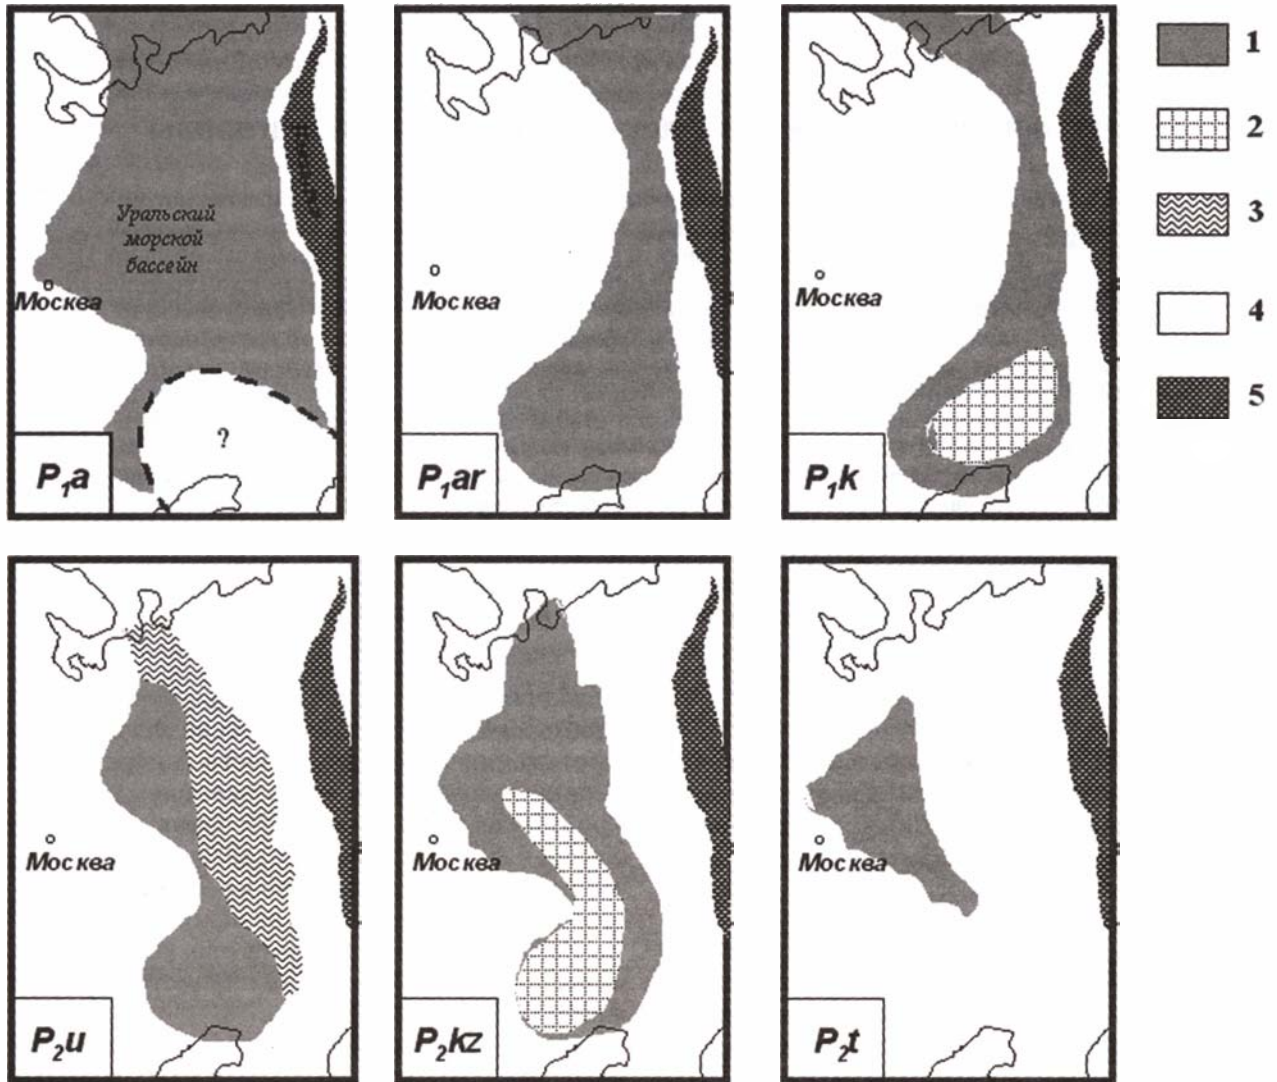 Уральский
морской
бассейн
Москва
?
P₁a
Москва
P₁ar
Москва
P₁k
1
2
3
4
5
Москва
P₂u
Москва
P₂kz
Москва
P₂t